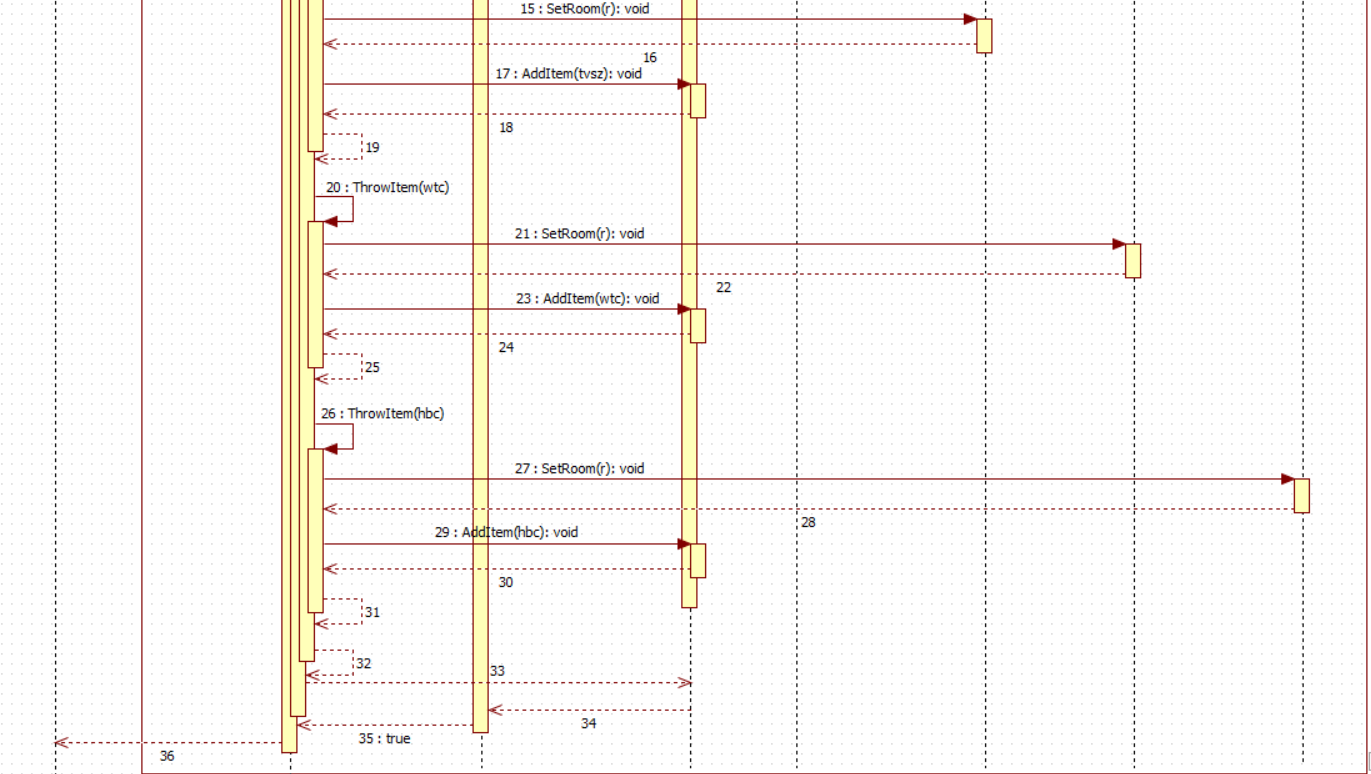 15 : SetRoom(r): void
16
17 : AddItem(tvsz): void
18
19
20 : ThrowItem(wtc)
21 : SetRoom(r): void
22
23 : AddItem(wtc): void
24
25
26 : ThrowItem(hbc)
27 : SetRoom(r): void
28
29 : AddItem(hbc): void
30
31
32
33
34
35 : true
36